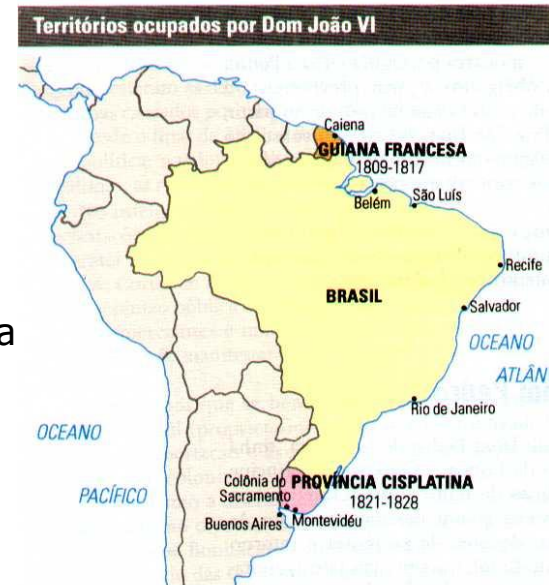 Territórios ocupados por Dom João VI
Caiena
GUIANA FRANCESA
1809-1817
Belém
São Luís
Recife
BRASIL
Salvador
OCEANO
ATLÂN
a
Rio de Janeiro
OCEANO
PACÍFICO
Colônia do
Sacramento
PROVÍNCIA CISPLATINA
1821-1828
Buenos Aires
Montevidéu